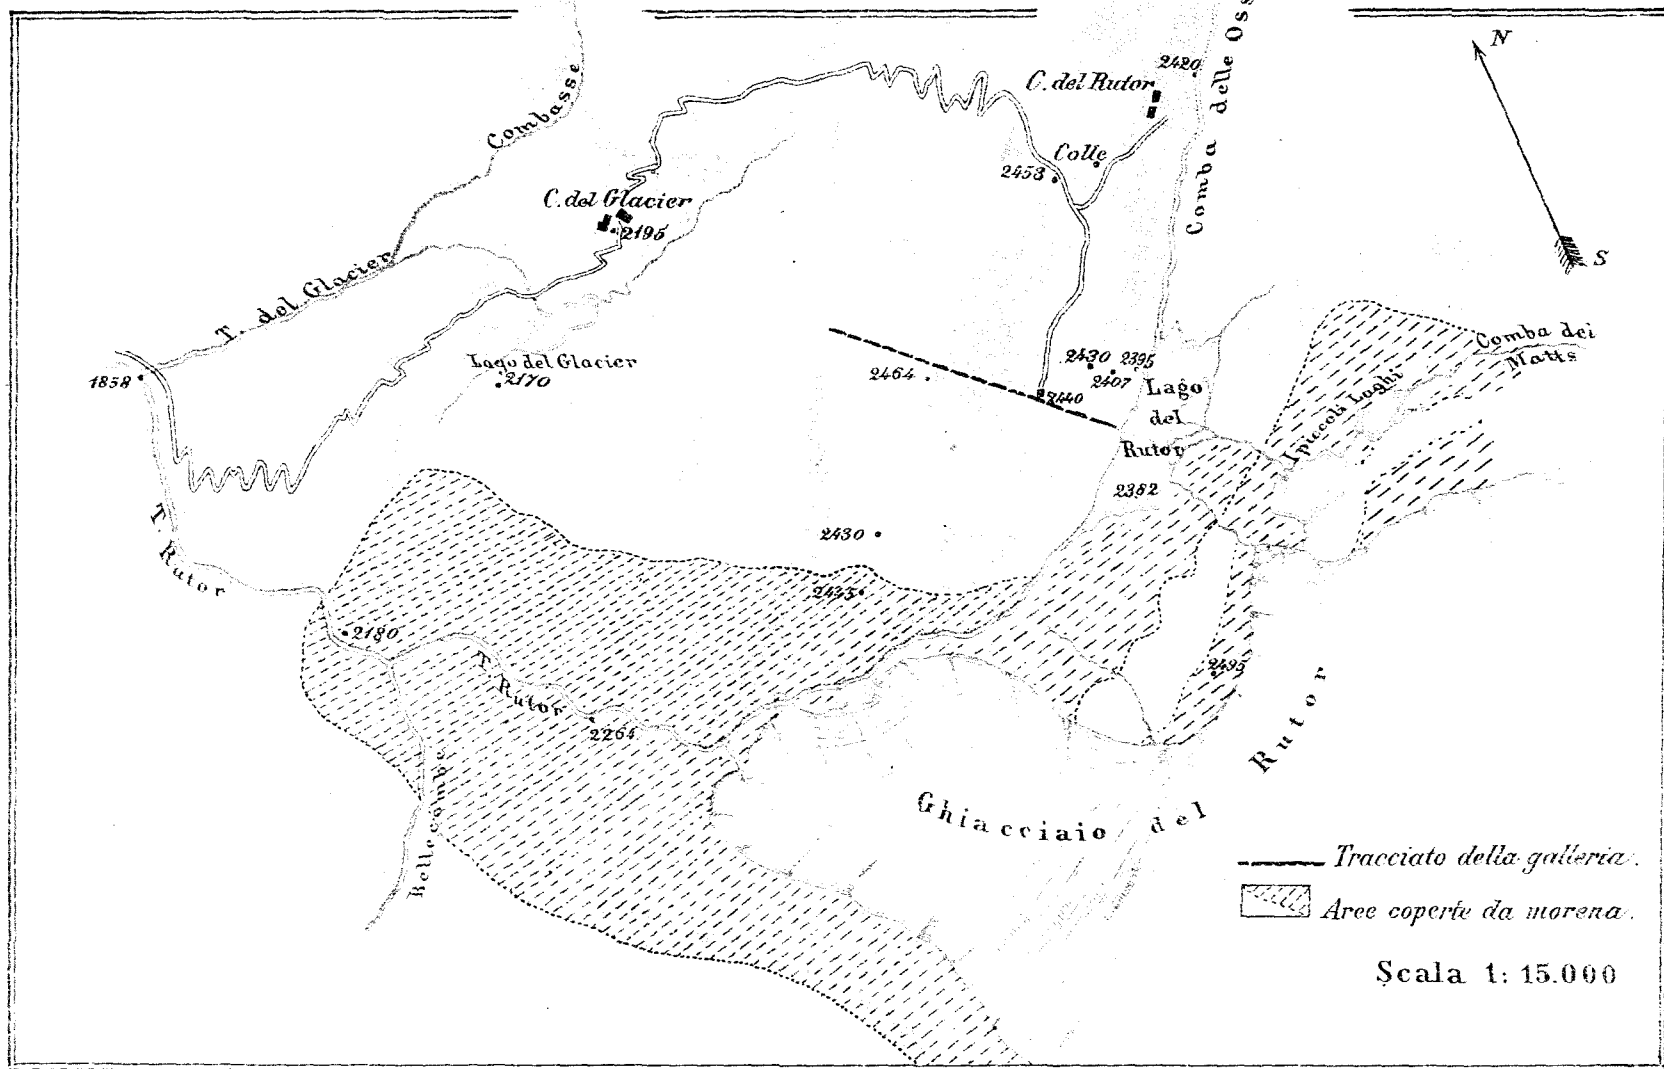 N
2420
C. del Rutor
Comba delle Oss
Combasse
Colle
2458
C. del Glacier
2195
S
T. del Glacier
Comba dei
Matts
1858
Lago del Glacier
2170
2464
2430
2395
2407
2440
Lago
del
Rutor
I piccoli Laghi
2382
T. Rutor
2430
2435
2180
T. Rutor
2264
2495
Bellecombe
Ghiacciaio del Rutor
Tracciato della galleria.
Aree coperte da morena.
Scala 1: 15.000